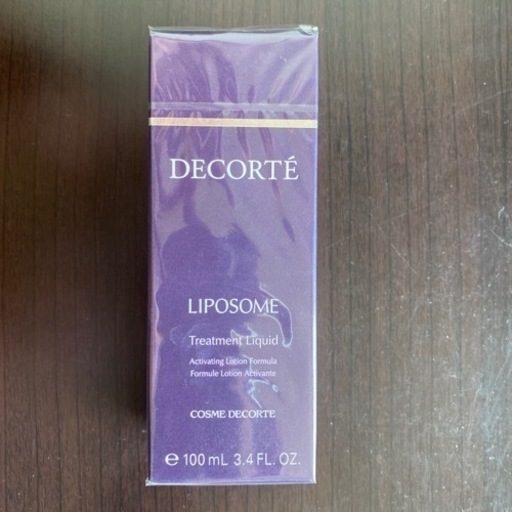 DECORTÉ
LIPOSOME
Treatment Liquid
Activating Lotion Formula
Formule Lotion Activante
COSME DECORTE
℮ 100 mL 3.4 FL. OZ.